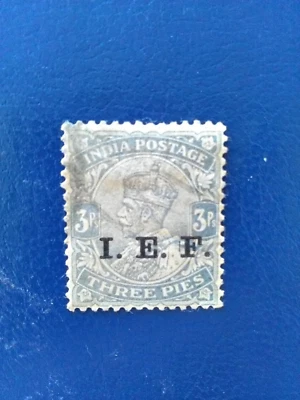 INDIA POSTAGE
3P. 3P.
I. E. F.
THREE PIES